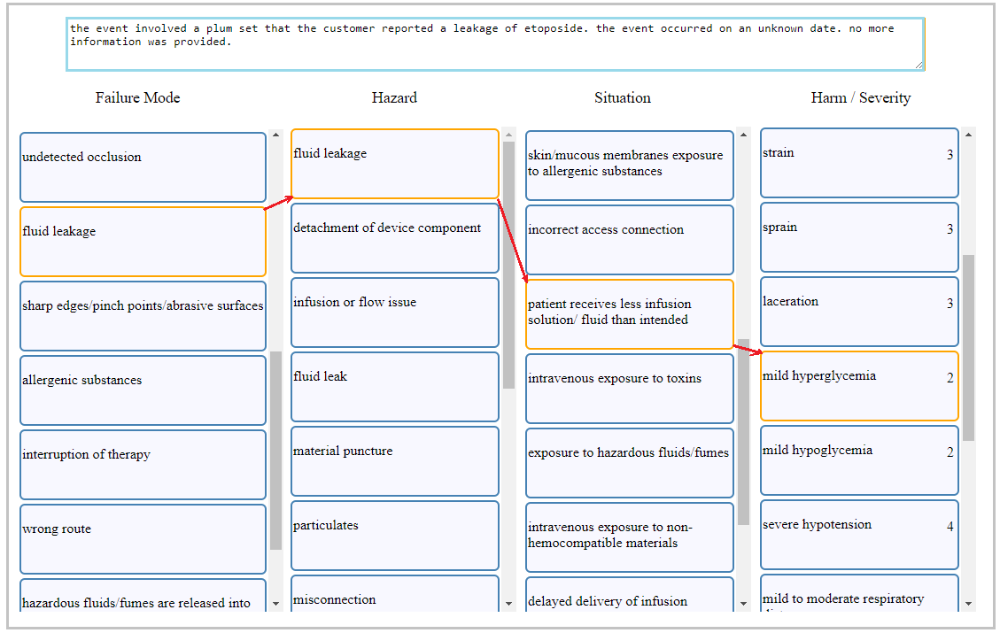 the event involved a plum set that the customer reported a leakage of etoposide. the event occurred on an unknown date. no more
information was provided.
Failure Mode
Hazard
Situation
Harm / Severity
undetected occlusion
fluid leakage
sharp edges/pinch points/abrasive surfaces
allergenic substances
interruption of therapy
wrong route
hazardous fluids/fumes are released into
fluid leakage
detachment of device component
infusion or flow issue
fluid leak
material puncture
particulates
misconnection
skin/mucous membranes exposure
to allergenic substances
incorrect access connection
patient receives less infusion
solution/ fluid than intended
intravenous exposure to toxins
exposure to hazardous fluids/fumes
intravenous exposure to non-
hemocompatible materials
delayed delivery of infusion
strain 3
sprain 3
laceration 3
mild hyperglycemia 2
mild hypoglycemia 2
severe hypotension 4
mild to moderate respiratory